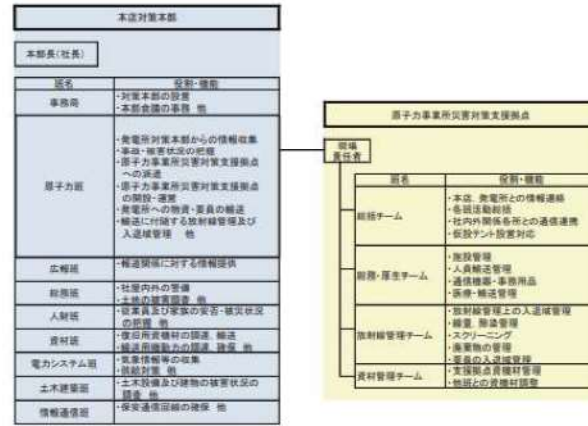 本店対策本部
本部長(社長)
班名 役割・機能
事務局
・対策本部の設営
・本部会議の事務 他
原子力班
・発電所対策本部からの情報収集
・事故・被害状況の把握
・原子力事業所災害対策支援拠点
への派遣
・原子力事業所災害対策支援拠点
の開設・運営
・発電所への物資・要員の輸送
・輸送に付随する放射線管理及び
入退域管理 他
広報班
・報道関係に対する情報提供
総務班
・社屋内外の警備
・土地の被害調査 他
人財班
・従業員及び家族の安否・被災状況
の把握 他
資材班
・復旧用資機材の調達、輸送
・輸送用機動力の調達、確保 他
電力システム班
・気象情報等の収集
・供給対策 他
土木建築班
・土木設備及び建物の被害状況の
調査 他
情報通信班
・保安通信回線の確保 他
原子力事業所災害対策支援拠点
現場
責任者
班名 役割・機能
総括チーム
・本店、発電所との情報連絡
・各班活動総括
・社内外関係各所との通信連携
・仮設テント設営対応
総務・厚生チーム
・施設管理
・人員輸送管理
・通信機器・事務用品
・医療・輸送管理
放射線管理チーム
・放射線管理上の入退域管理
・線量、除染管理
・スクリーニング
・廃棄物の管理
・要員の入退域管理
資材管理チーム
・支援拠点資機材管理
・他班との資機材調整